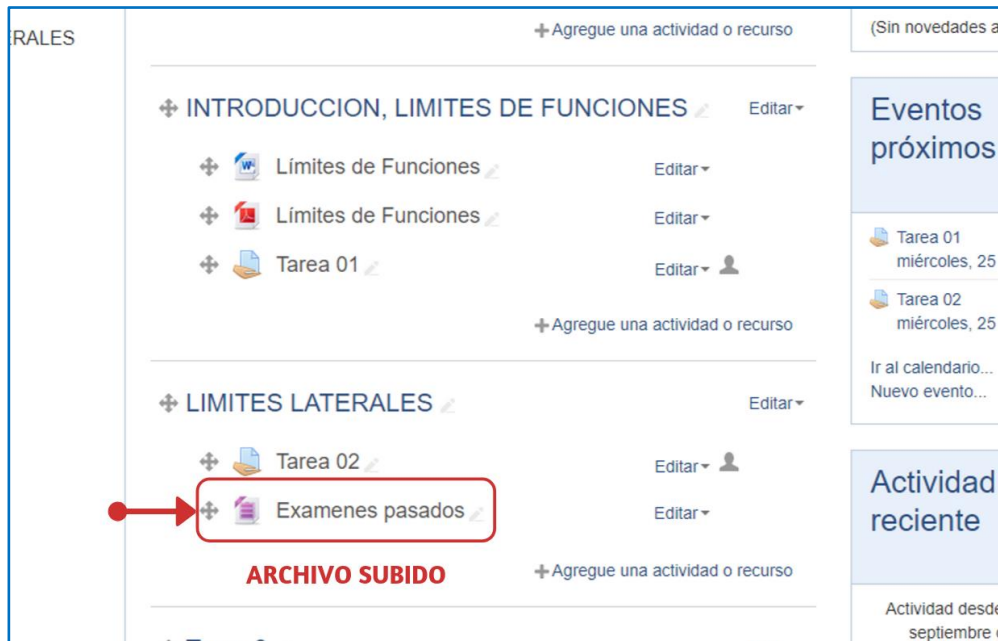 RALES
Agregue una actividad o recurso
INTRODUCCION, LIMITES DE FUNCIONES Editar
Límites de Funciones Editar
Límites de Funciones Editar
Tarea 01 Editar
Agregue una actividad o recurso
LIMITES LATERALES Editar
Tarea 02 Editar
Examenes pasados Editar
ARCHIVO SUBIDO
Agregue una actividad o recurso
(Sin novedades a
Eventos
próximos
Tarea 01
miércoles, 25
Tarea 02
miércoles, 25
Ir al calendario...
Nuevo evento...
Actividad
reciente
Actividad desde
septiembre